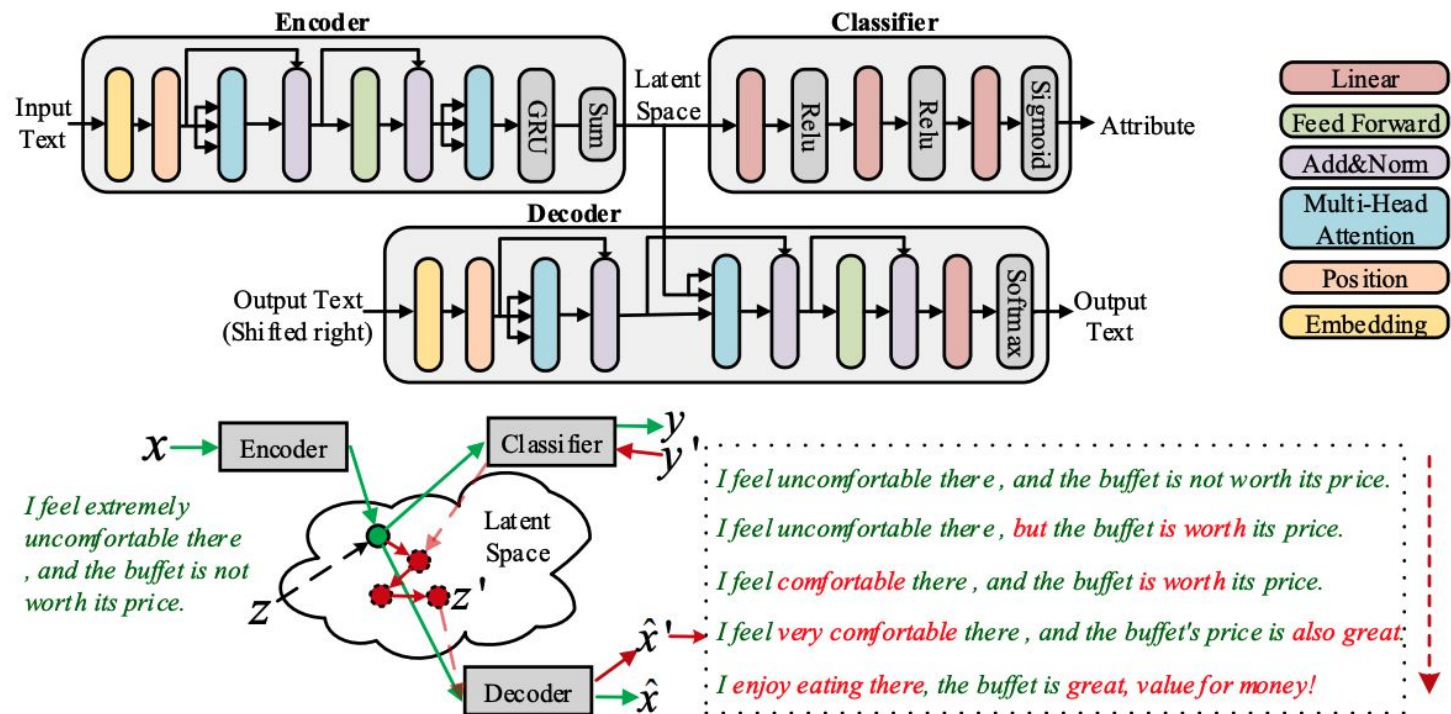 Encoder
Classifier
Input
Text
GRU
Sum
Latent
Space
Relu
Relu
Sigmoid
Attribute
Linear
Feed Forward
Add&Norm
Multi-Head
Attention
Position
Embedding
Decoder
Output Text
(Shifted right)
Softmax
Output
Text
x
Encoder
Classifier
y
y'
I feel extremely
uncomfortable there
, and the buffet is not
worth its price.
Latent
Space
z
z'
Decoder
x̂'
x̂
I feel uncomfortable there , and the buffet is not worth its price.
I feel uncomfortable there , but the buffet is worth its price.
I feel comfortable there , and the buffet is worth its price.
I feel very comfortable there , and the buffet's price is also great.
I enjoy eating there, the buffet is great, value for money!